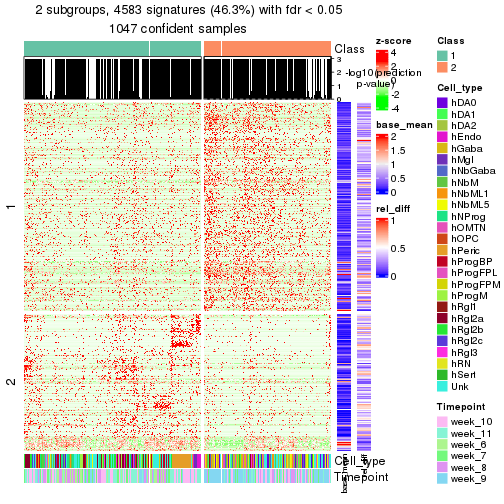 2 subgroups, 4583 signatures (46.3%) with fdr < 0.05
1047 confident samples
Class
3
2
1
0
-log10(prediction
p-value)
1
2
Cell_type
Timepoint
z-score
4
2
0
-2
-4
base_mean
2
1.5
1
0.5
0
rel_diff
1
0.5
0
Class
1
2
Cell_type
hDA0
hDA1
hDA2
hEndo
hGaba
hMgl
hNbGaba
hNbM
hNbML1
hNbML5
hNProg
hOMTN
hOPC
hPeric
hProgBP
hProgFPL
hProgFPM
hProgM
hRgl1
hRgl2a
hRgl2b
hRgl2c
hRgl3
hRN
hSert
Unk
Timepoint
week_10
week_11
week_6
week_7
week_8
week_9